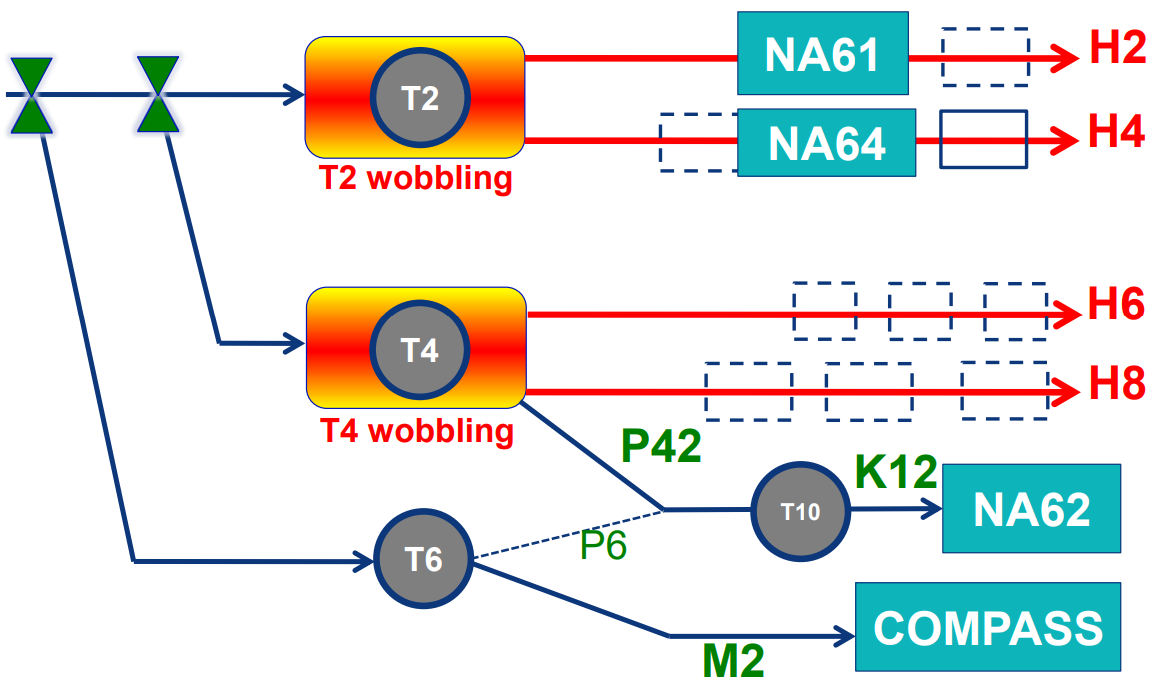 NA61
H2
T2
NA64
H4
T2 wobbling
H6
T4
H8
T4 wobbling
P42
K12
T10
NA62
P6
T6
COMPASS
M2